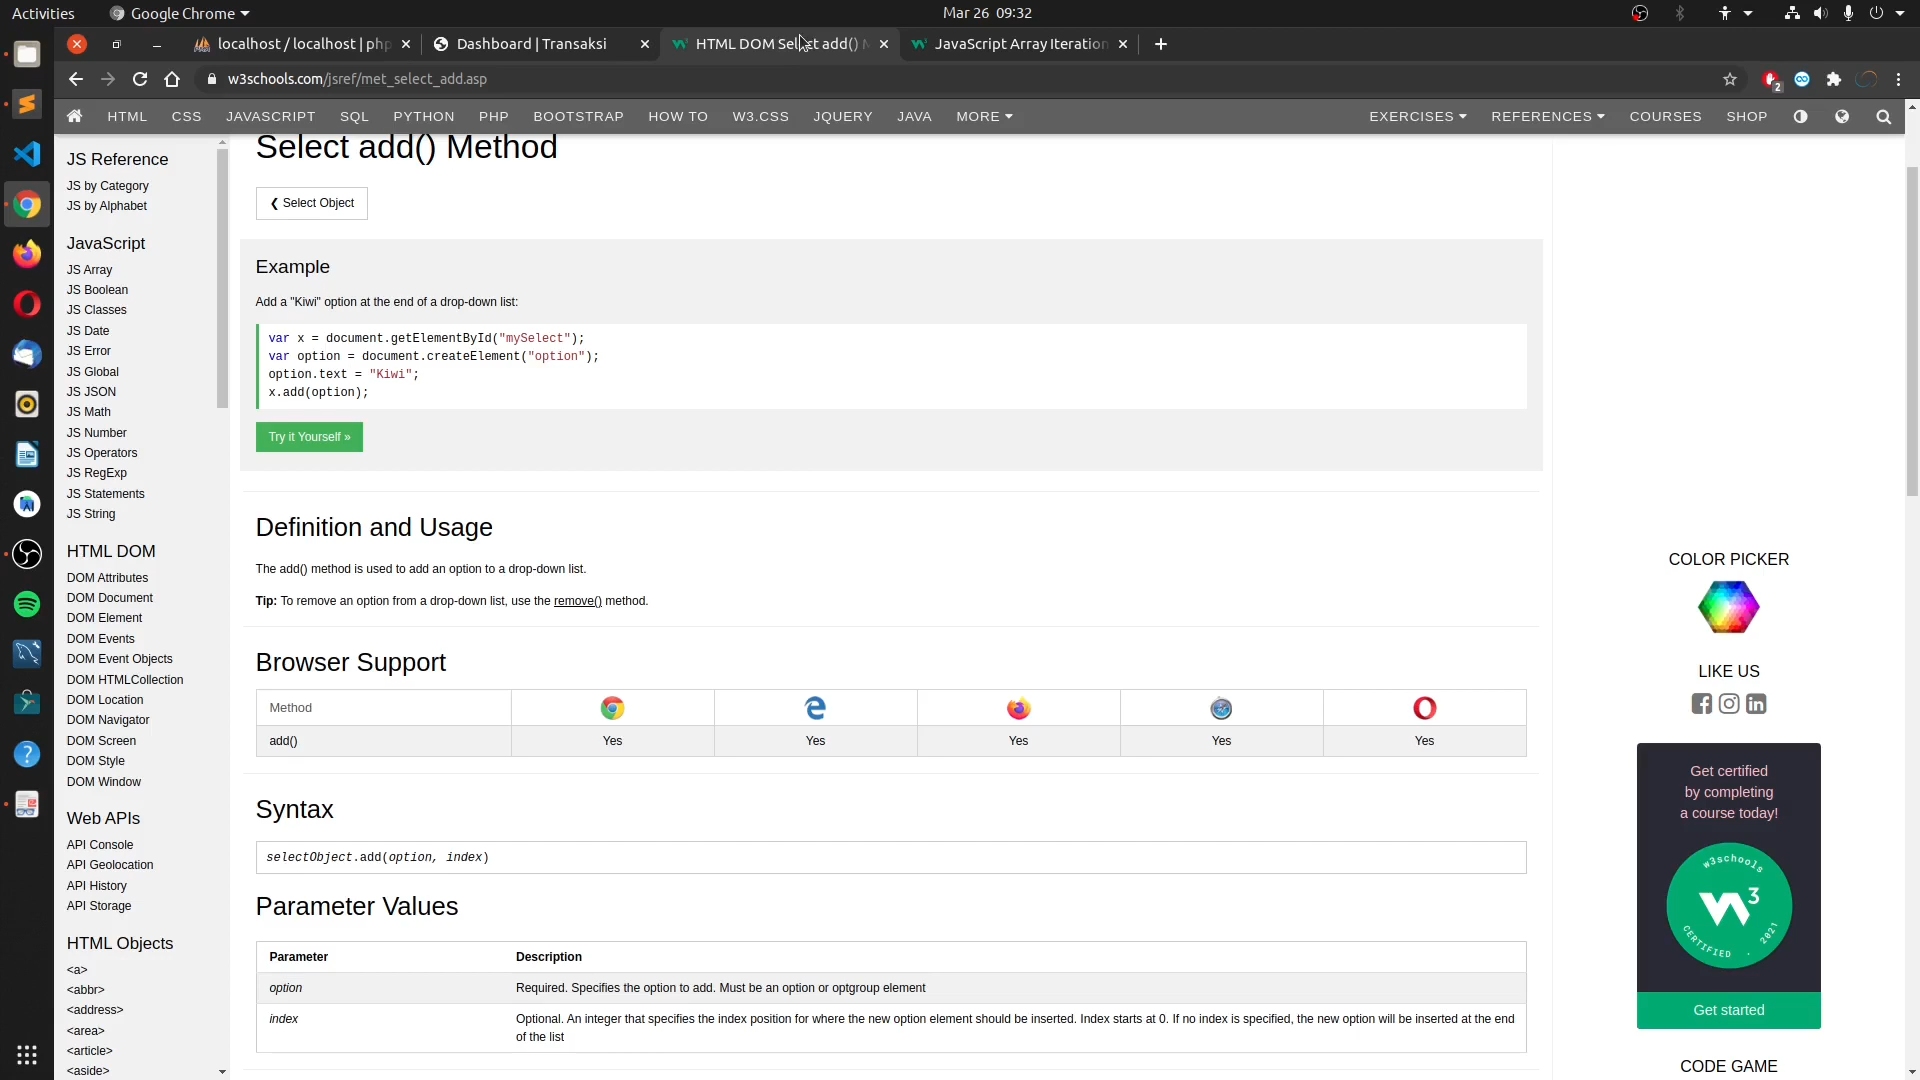 Activities
Google Chrome
Mar 26 09:32
localhost / localhost | php
Dashboard | Transaksi
HTML DOM Select add() M
JavaScript Array Iteration
w3schools.com/jsref/met_select_add.asp
2
HTML
CSS
JAVASCRIPT
SQL
PYTHON
PHP
BOOTSTRAP
HOW TO
W3.CSS
JQUERY
JAVA
MORE
EXERCISES
REFERENCES
COURSES
SHOP
JS Reference
JS by Category
JS by Alphabet
JavaScript
JS Array
JS Boolean
JS Classes
JS Date
JS Error
JS Global
JS JSON
JS Math
JS Number
JS Operators
JS RegExp
JS Statements
JS String
HTML DOM
DOM Attributes
DOM Document
DOM Element
DOM Events
DOM Event Objects
DOM HTMLCollection
DOM Location
DOM Navigator
DOM Screen
DOM Style
DOM Window
Web APIs
API Console
API Geolocation
API History
API Storage
HTML Objects
<a>
<abbr>
<address>
<area>
<article>
<aside>
Select add() Method
❮ Select Object
Example
Add a "Kiwi" option at the end of a drop-down list:
var x = document.getElementById("mySelect");
var option = document.createElement("option");
option.text = "Kiwi";
x.add(option);
Try it Yourself »
Definition and Usage
The add() method is used to add an option to a drop-down list.
Tip: To remove an option from a drop-down list, use the remove() method.
Browser Support
Method
add() Yes Yes Yes Yes Yes
Syntax
selectObject.add(option, index)
Parameter Values
Parameter Description
option Required. Specifies the option to add. Must be an option or optgroup element
index Optional. An integer that specifies the index position for where the new option element should be inserted. Index starts at 0. If no index is specified, the new option will be inserted at the end
of the list
COLOR PICKER
LIKE US
Get certified
by completing
a course today!
w3schools
3
CERTIFIED . 2021
Get started
CODE GAME